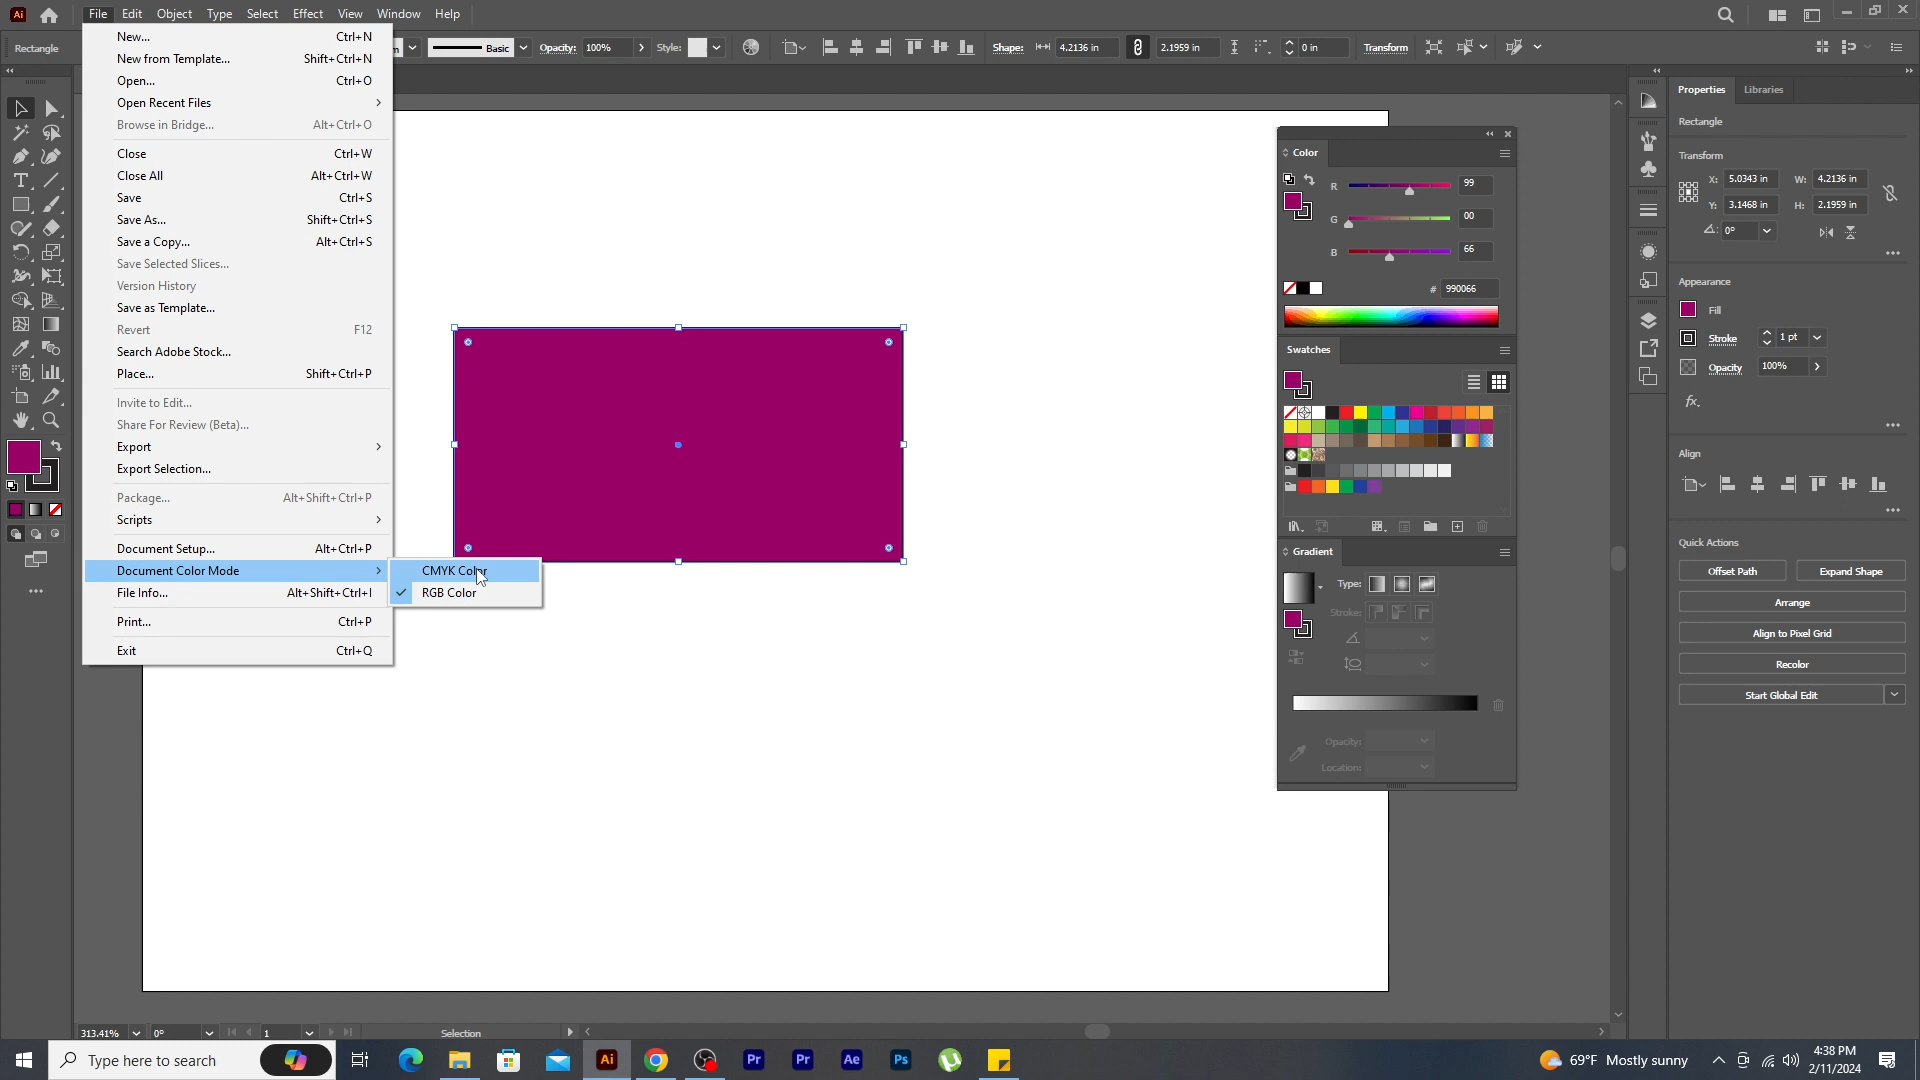 Ai File Edit Object Type Select Effect View Window Help
Rectangle Basic Opacity: 100% Style: Shape: 4.2136 in 2.1959 in 0 in Transform
New... Ctrl+N
New from Template... Shift+Ctrl+N
Open... Ctrl+O
Open Recent Files
Browse in Bridge... Alt+Ctrl+O
Close Ctrl+W
Close All Alt+Ctrl+W
Save Ctrl+S
Save As... Shift+Ctrl+S
Save a Copy... Alt+Ctrl+S
Save Selected Slices...
Version History
Save as Template...
Revert F12
Search Adobe Stock...
Place... Shift+Ctrl+P
Invite to Edit...
Share For Review (Beta)...
Export
Export Selection...
Package... Alt+Shift+Ctrl+P
Scripts
Document Setup... Alt+Ctrl+P
Document Color Mode
File Info... Alt+Shift+Ctrl+I
Print... Ctrl+P
Exit Ctrl+Q
CMYK Color
RGB Color
Color
R 99
G 00
B 66
# 990066
Swatches
Gradient
Type:
Stroke:
Opacity:
Location:
Properties Libraries
Rectangle
Transform
X: 5.0343 in W: 4.2136 in
Y: 3.1468 in H: 2.1959 in
0°
Appearance
Fill
Stroke 1 pt
Opacity 100%
fx.
Align
Quick Actions
Offset Path Expand Shape
Arrange
Align to Pixel Grid
Recolor
Start Global Edit
313.41% 0° 1 Selection
Type here to search
Ai Pr Pr Ae Ps
69°F Mostly sunny
4:38 PM
2/11/2024